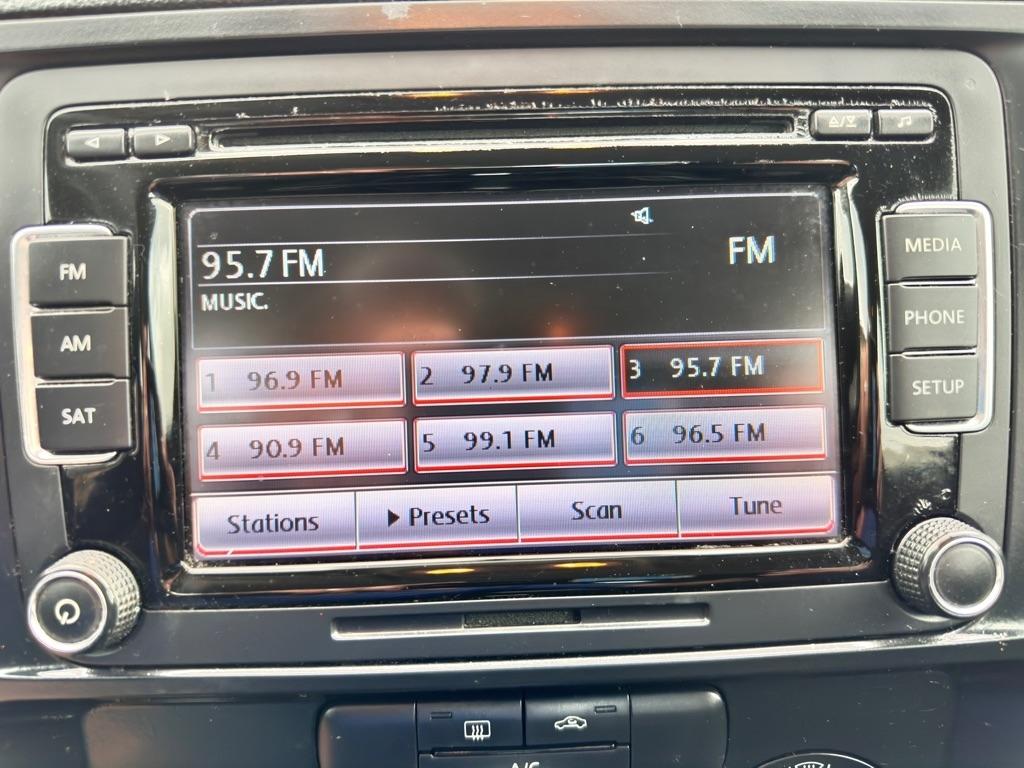 FM
AM
SAT
95.7 FM
FM
MUSIC.
1 96.9 FM
2 97.9 FM
3 95.7 FM
4 90.9 FM
5 99.1 FM
6 96.5 FM
Stations
Presets
Scan
Tune
MEDIA
PHONE
SETUP
A/C